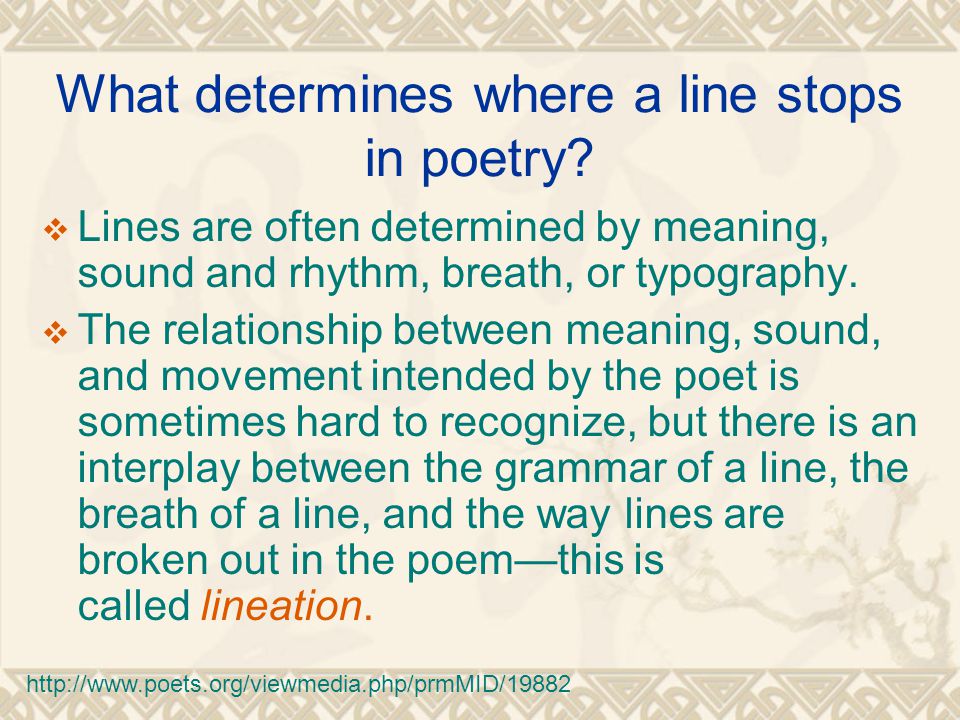 What determines where a line stops
in poetry?
Lines are often determined by meaning,
sound and rhythm, breath, or typography.
The relationship between meaning, sound,
and movement intended by the poet is
sometimes hard to recognize, but there is an
interplay between the grammar of a line, the
breath of a line, and the way lines are
broken out in the poem—this is
called lineation.
http://www.poets.org/viewmedia.php/prmMID/19882